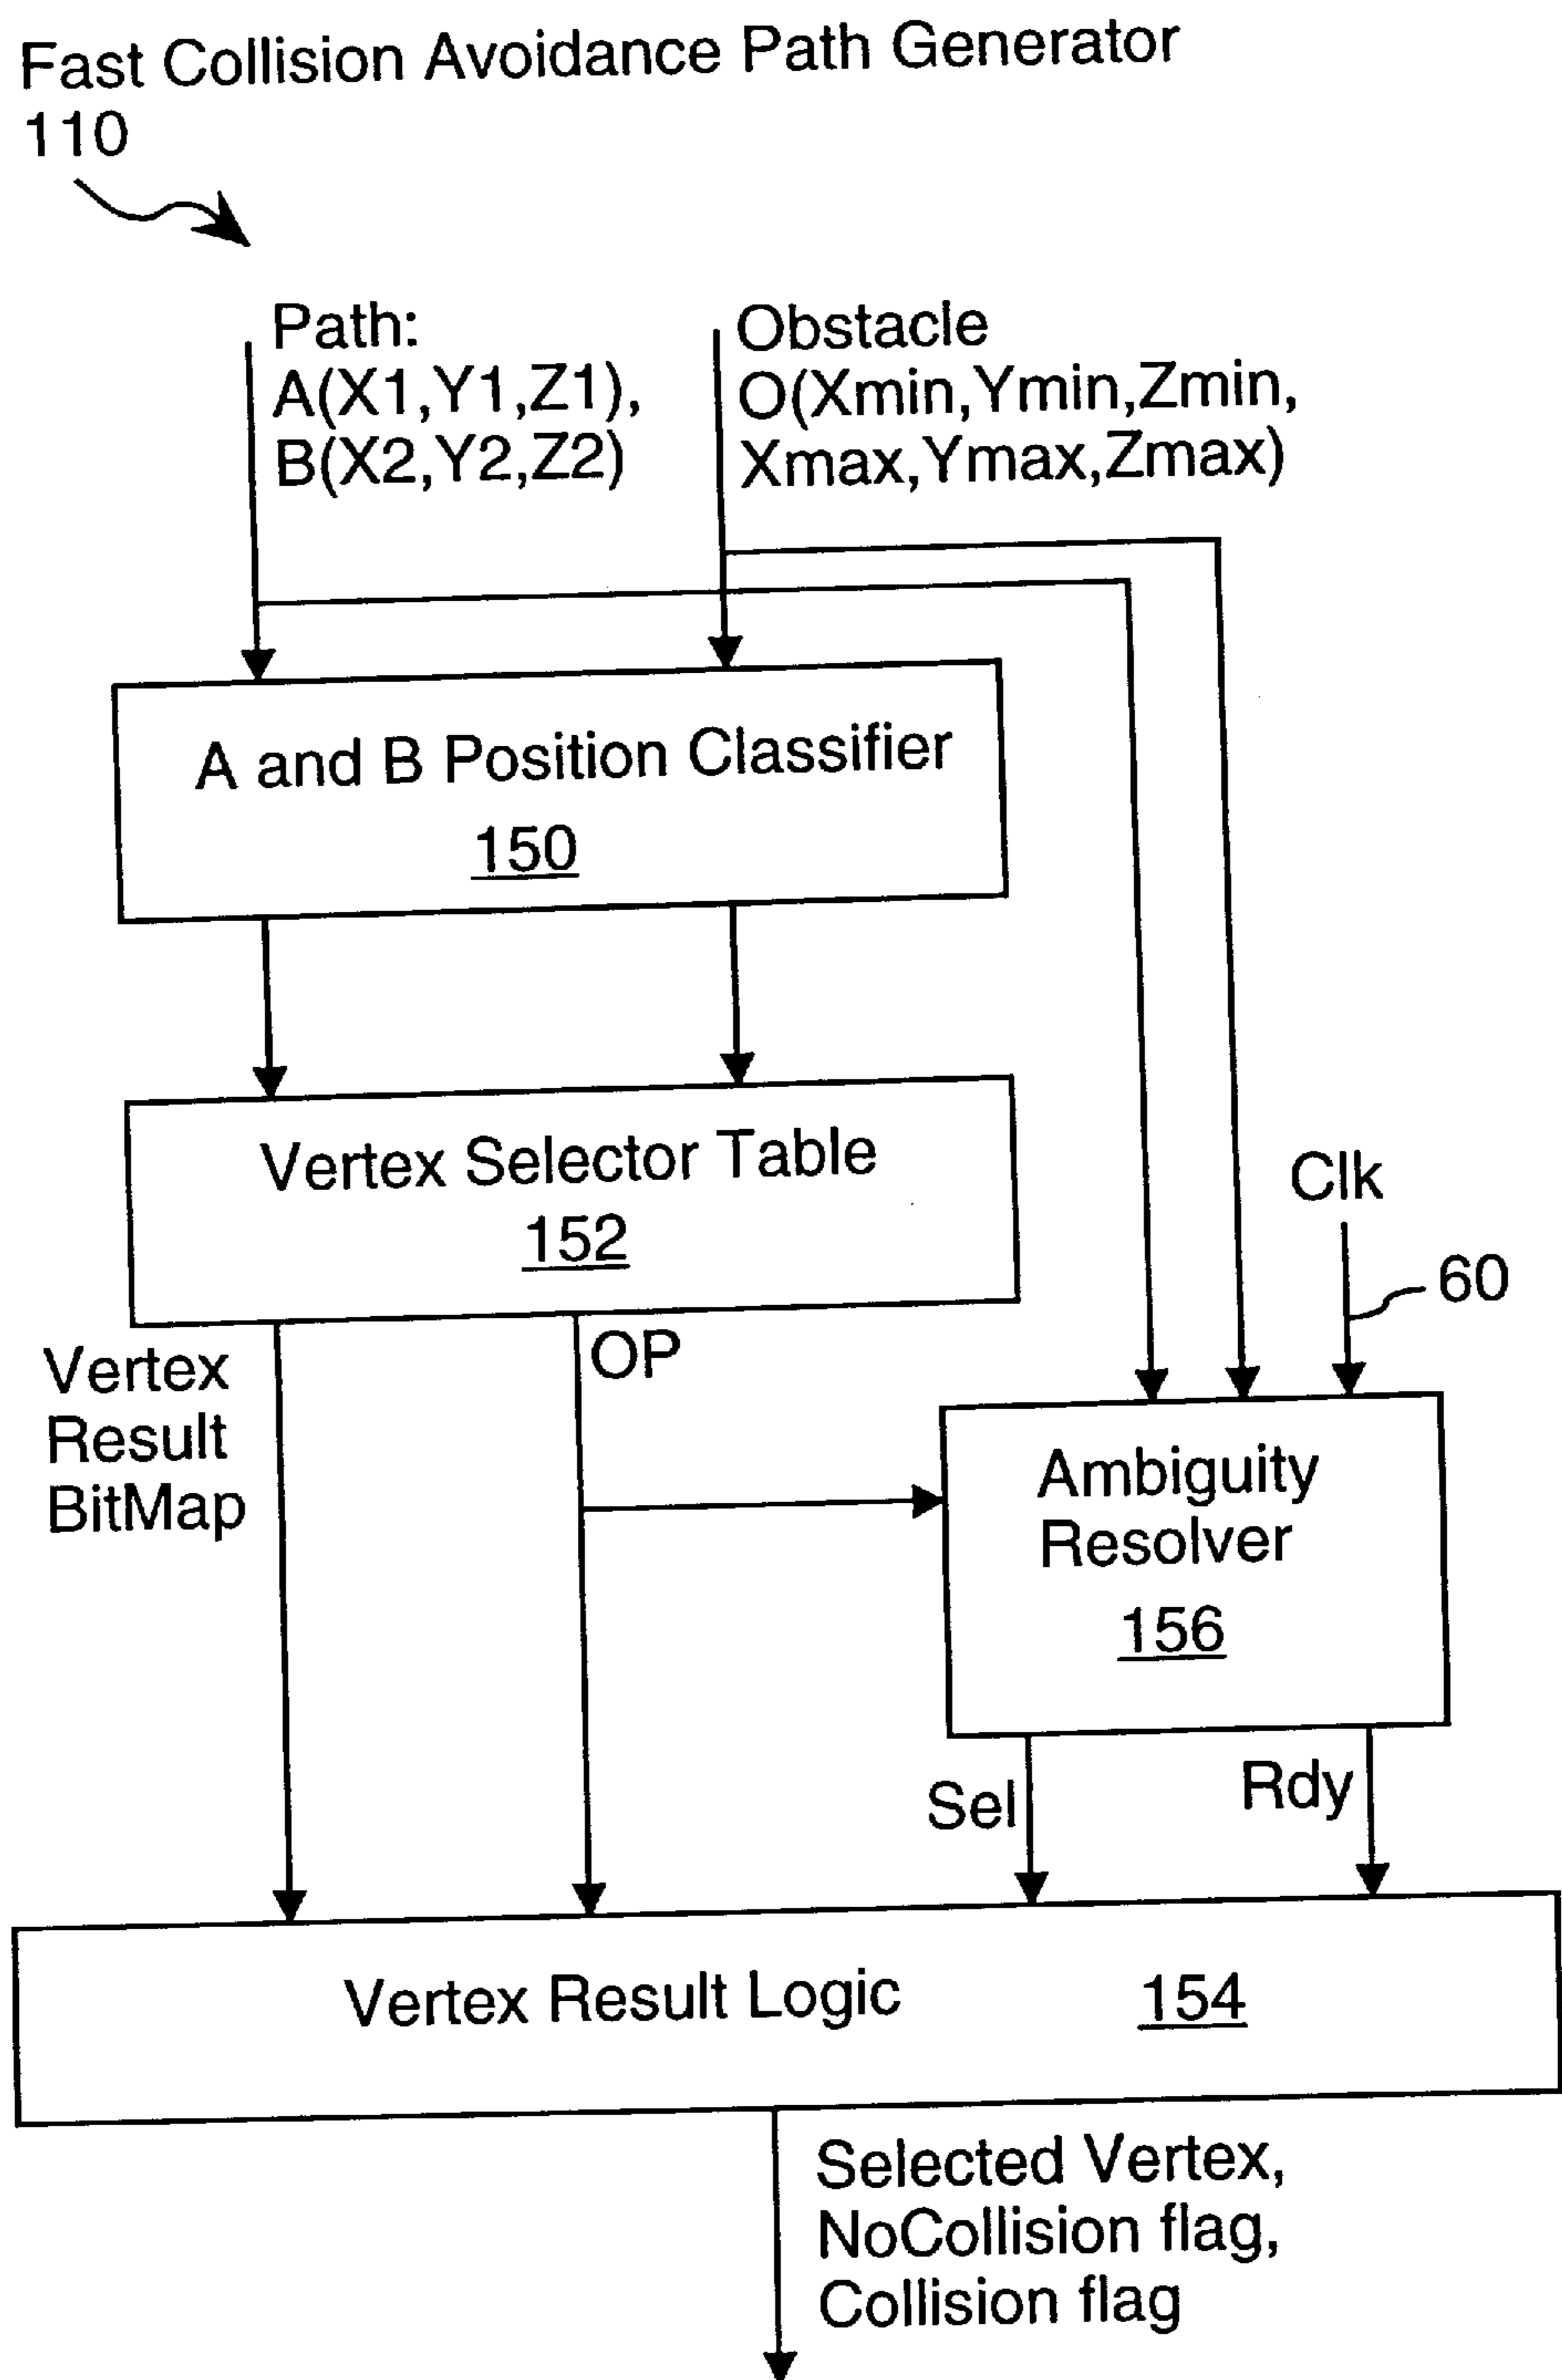 Fast Collision Avoidance Path Generator
110
Path:
A(X1,Y1,Z1),
B(X2,Y2,Z2)
Obstacle
O(Xmin,Ymin,Zmin,
Xmax,Ymax,Zmax)
A and B Position Classifier
150
Vertex Selector Table
152
Clk
60
Vertex
Result
BitMap
OP
Ambiguity
Resolver
156
Sel
Rdy
Vertex Result Logic 154
Selected Vertex,
NoCollision flag,
Collision flag